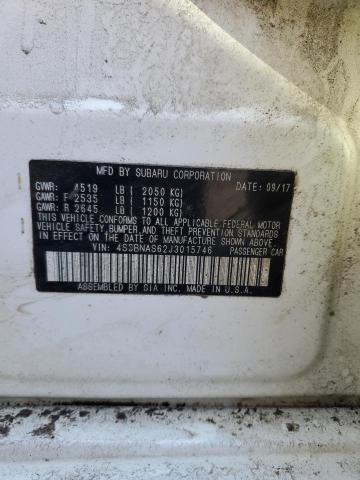 MFD BY SUBARU CORPORATION
GVWR: 4519 LB ( 2050 KG) DATE: 09/17
GAWR: F 2535 LB ( 1150 KG)
GAWR: R 2645 LB ( 1200 KG)
THIS VEHICLE CONFORMS TO ALL APPLICABLE FEDERAL MOTOR
VEHICLE SAFETY, BUMPER, AND THEFT PREVENTION STANDARDS
IN EFFECT ON THE DATE OF MANUFACTURE SHOWN ABOVE.
VIN: 4S3BNAS62J3015746 PASSENGER CAR
ASSEMBLED BY SIA INC. MADE IN U.S.A.